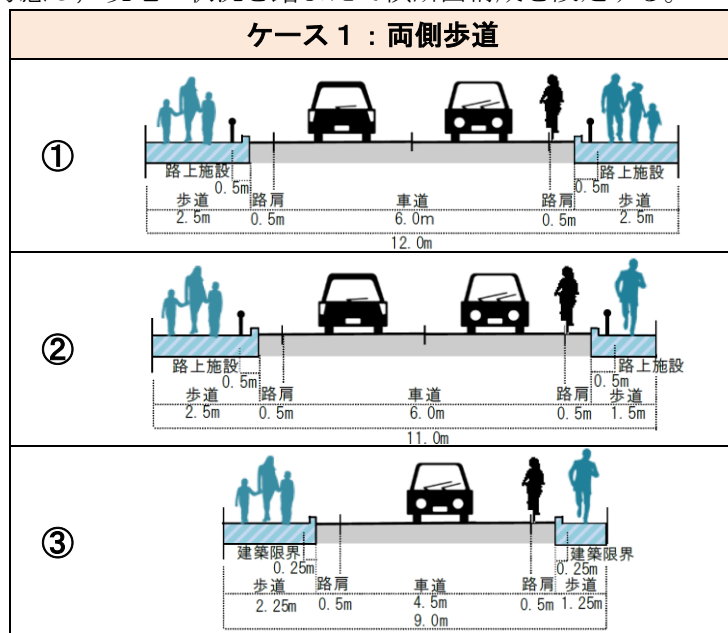 ケース１：両側歩道
①
路上施設 路上施設
0.5m 0.5m
歩道 路肩 車道 路肩 歩道
2.5m 0.5m 6.0m 0.5m 2.5m
12.0m
②
路上施設 路上施設
0.5m 0.5m
歩道 路肩 車道 路肩 歩道
2.5m 0.5m 6.0m 0.5m 1.5m
11.0m
③
建築限界 建築限界
0.25m 0.25m
歩道 路肩 車道 路肩 歩道
2.25m 0.5m 4.5m 0.5m 1.25m
9.0m